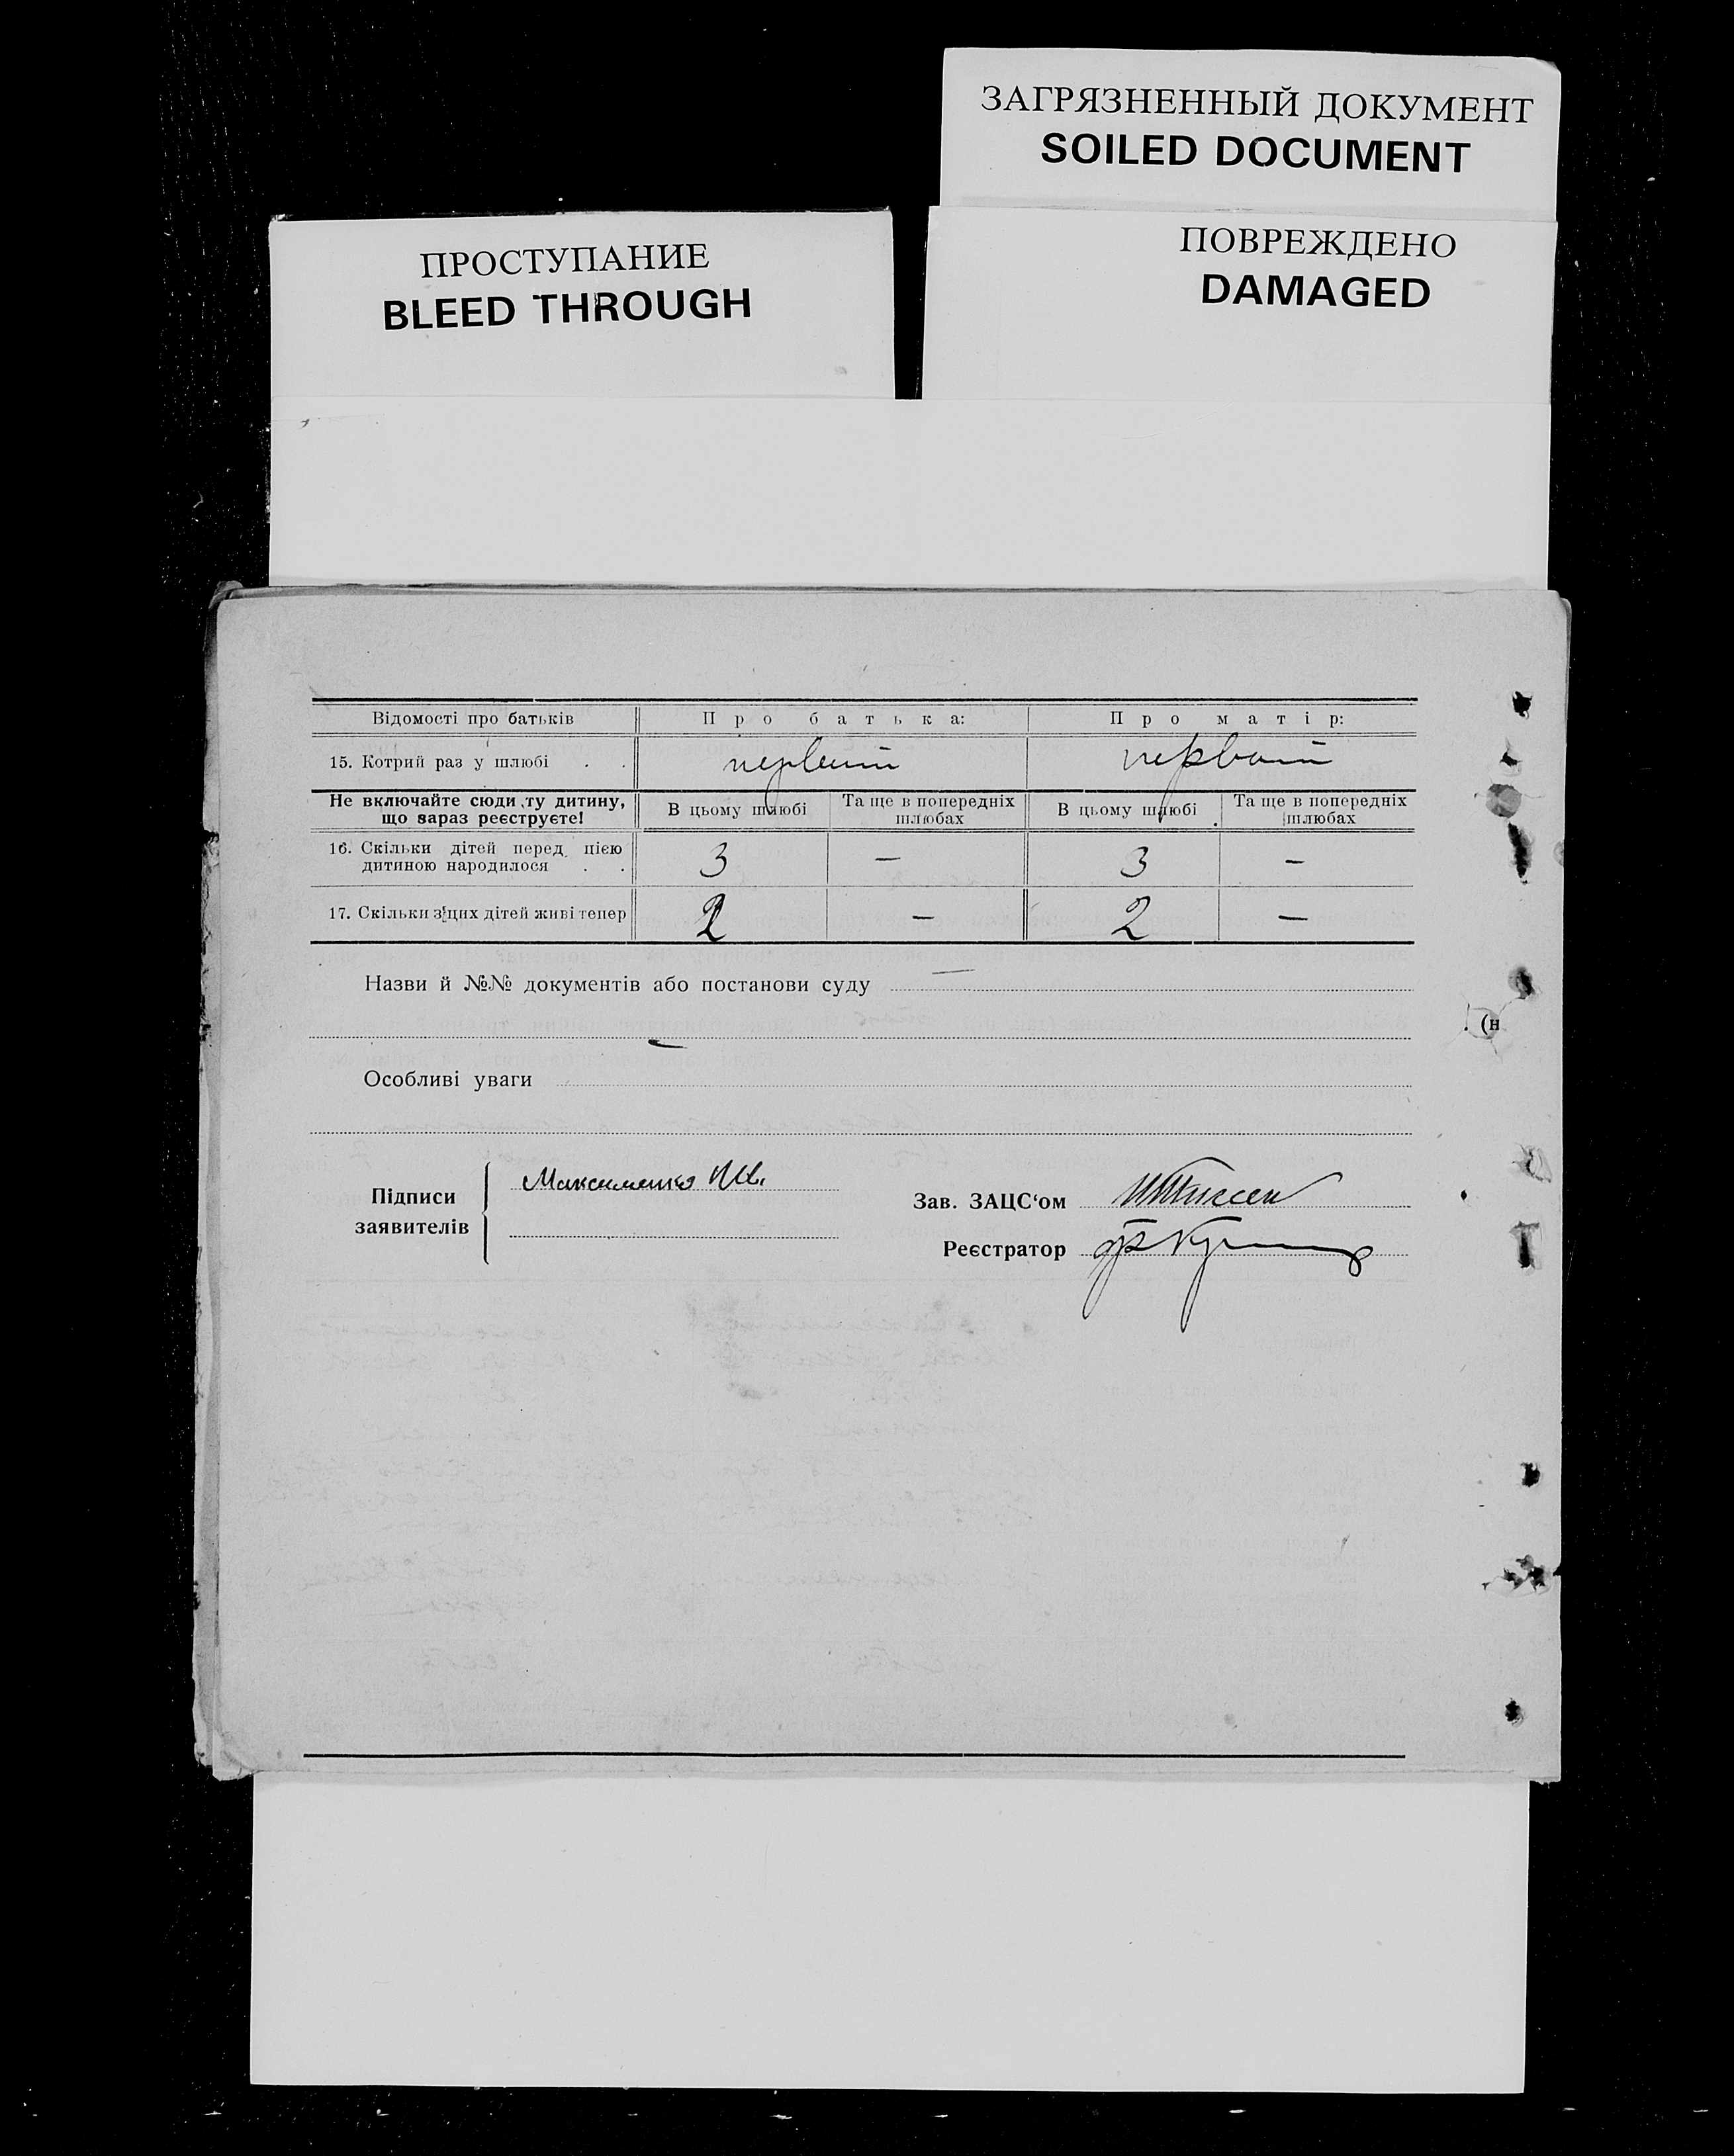 ЗАГРЯЗНЕННЫЙ ДОКУМЕНТ
SOILED DOCUMENT
ПРОСТУПАНИЕ
BLEED THROUGH
ПОВРЕЖДЕНО
DAMAGED
Відомості про батьків Про батька: Про матір:
15. Котрий раз у шлюбі . . первый первый
Не включайте сюди ту дитину, що зараз реєструєте! В цьому шлюбі Та ще в попередніх шлюбах В цьому шлюбі Та ще в попередніх шлюбах
16. Скільки дітей перед цією дитиною народилося . . 3 — 3 —
17. Скільки з цих дітей живі тепер 2 — 2 —
Назви й №№ документів або постанови суду —
. (н
Особливі уваги
Підписи заявителів Максименко
Зав. ЗАЦС‘ом
Реєстратор